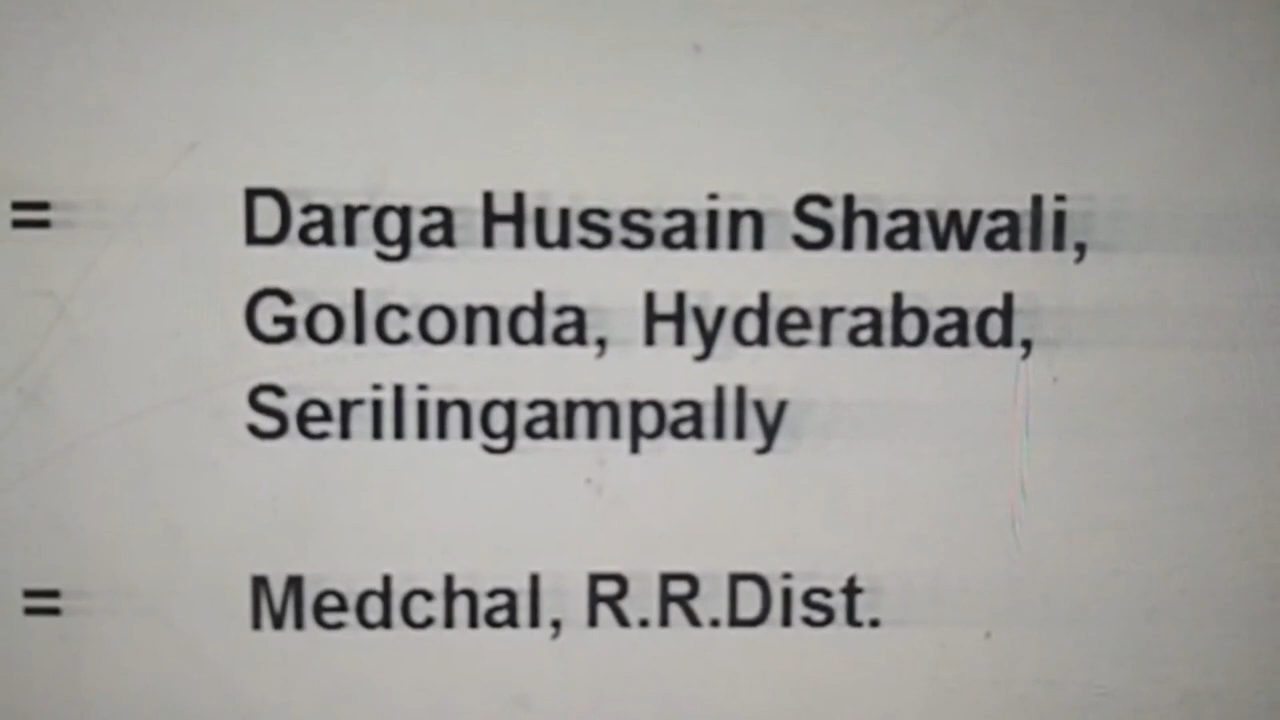 = Darga Hussain Shawali,
Golconda, Hyderabad,
Serilingampally
= Medchal, R.R.Dist.